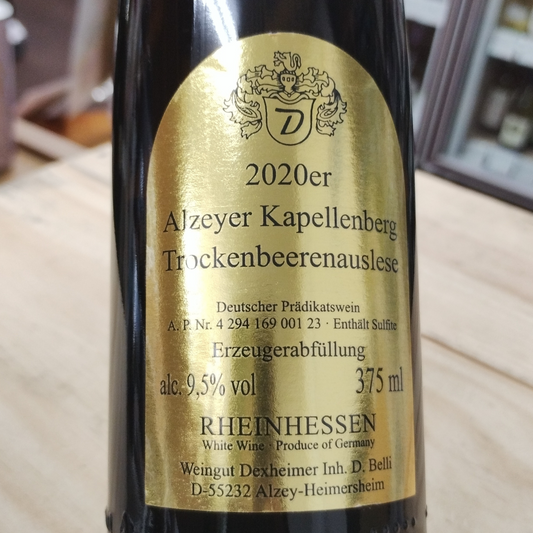 D
2020er
Alzeyer Kapellenberg
Trockenbeerenauslese
Deutscher Prädikatswein
A. P. Nr. 4 294 169 001 23 · Enthält Sulfite
Erzeugerabfüllung
alc. 9,5% vol 375 ml
RHEINHESSEN
White Wine · Produce of Germany
Weingut Dexheimer Inh. D. Belli
D-55232 Alzey-Heimersheim